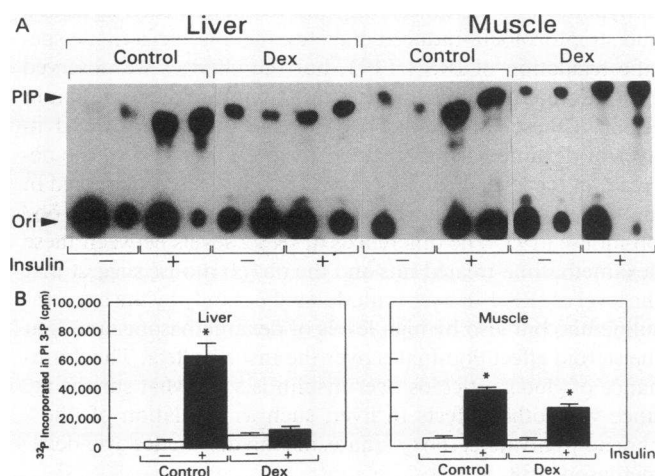 A
Liver Muscle
Control Dex Control Dex
PIP
Ori
Insulin — + — + — + — +
B
³²P incorporated in PI 3-P (cpm)
100,000
80,000
60,000
40,000
20,000
0
Liver Muscle
* * *
— + — + — + — + Insulin
Control Dex Control Dex